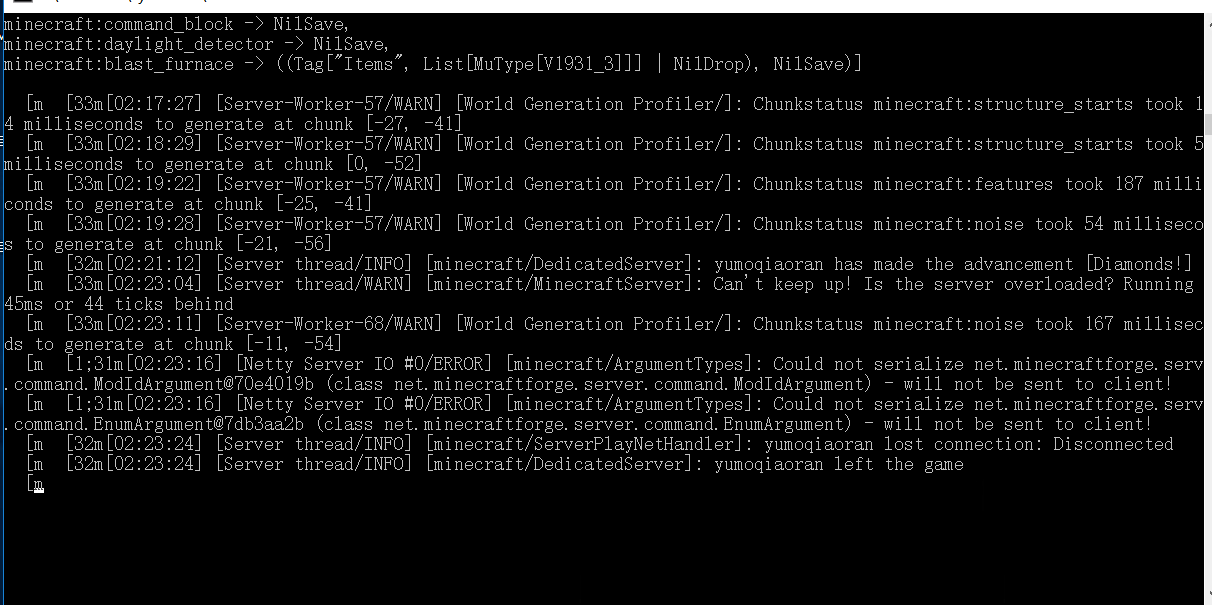 minecraft:command_block -> NilSave,
minecraft:daylight_detector -> NilSave,
minecraft:blast_furnace -> ((Tag["Items", List[MuType[V1931_3]]] | NilDrop), NilSave)]
[m [33m[02:17:27] [Server-Worker-57/WARN] [World Generation Profiler/]: Chunkstatus minecraft:structure_starts took 1
4 milliseconds to generate at chunk [-27, -41]
[m [33m[02:18:29] [Server-Worker-57/WARN] [World Generation Profiler/]: Chunkstatus minecraft:structure_starts took 5
milliseconds to generate at chunk [0, -52]
[m [33m[02:19:22] [Server-Worker-57/WARN] [World Generation Profiler/]: Chunkstatus minecraft:features took 187 milli
conds to generate at chunk [-25, -41]
[m [33m[02:19:28] [Server-Worker-57/WARN] [World Generation Profiler/]: Chunkstatus minecraft:noise took 54 milliseco
s to generate at chunk [-21, -56]
[m [32m[02:21:12] [Server thread/INFO] [minecraft/DedicatedServer]: yumoqiaoran has made the advancement [Diamonds!]
[m [32m[02:23:04] [Server thread/WARN] [minecraft/MinecraftServer]: Can't keep up! Is the server overloaded? Running
45ms or 44 ticks behind
[m [33m[02:23:11] [Server-Worker-68/WARN] [World Generation Profiler/]: Chunkstatus minecraft:noise took 167 millisec
ds to generate at chunk [-11, -54]
[m [1;31m[02:23:16] [Netty Server IO #0/ERROR] [minecraft/ArgumentTypes]: Could not serialize net.minecraftforge.serv
.command.ModIdArgument@70e4019b (class net.minecraftforge.server.command.ModIdArgument) - will not be sent to client!
[m [1;31m[02:23:16] [Netty Server IO #0/ERROR] [minecraft/ArgumentTypes]: Could not serialize net.minecraftforge.serv
.command.EnumArgument@7db3aa2b (class net.minecraftforge.server.command.EnumArgument) - will not be sent to client!
[m [32m[02:23:24] [Server thread/INFO] [minecraft/ServerPlayNetHandler]: yumoqiaoran lost connection: Disconnected
[m [32m[02:23:24] [Server thread/INFO] [minecraft/DedicatedServer]: yumoqiaoran left the game
[m